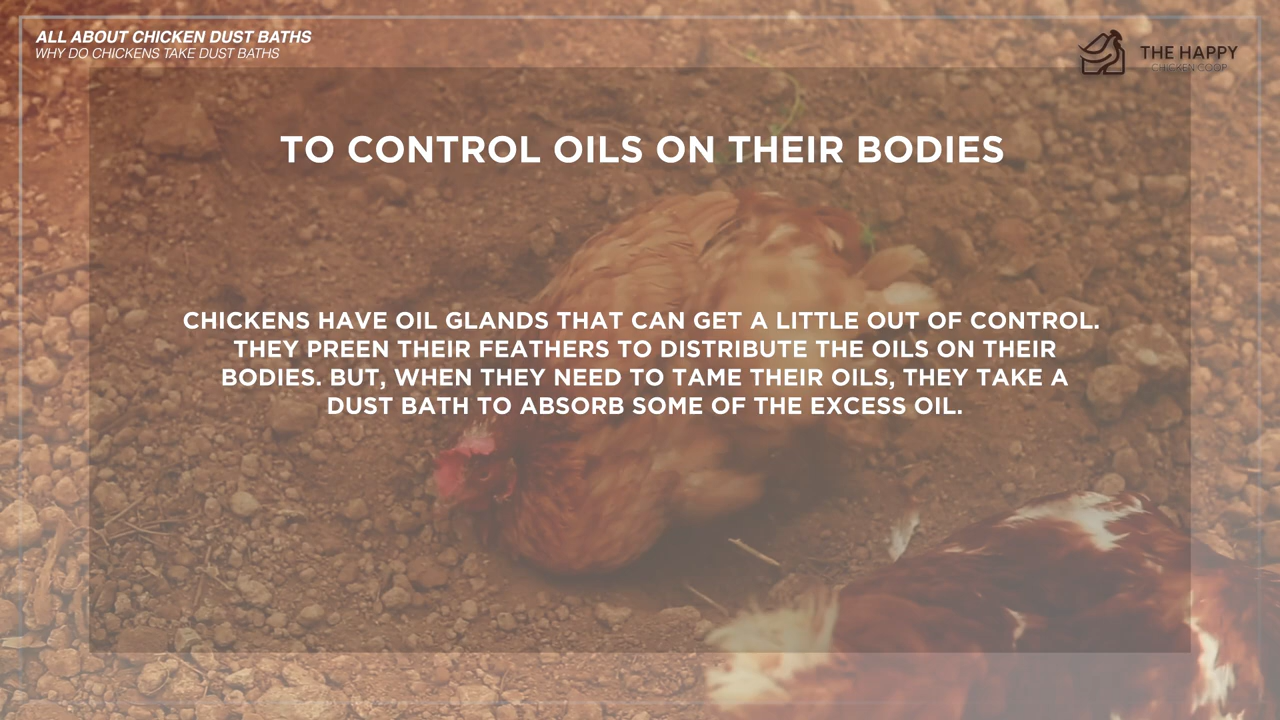 ALL ABOUT CHICKEN DUST BATHS
WHY DO CHICKENS TAKE DUST BATHS
THE HAPPY
CHICKEN COOP
TO CONTROL OILS ON THEIR BODIES
CHICKENS HAVE OIL GLANDS THAT CAN GET A LITTLE OUT OF CONTROL.
THEY PREEN THEIR FEATHERS TO DISTRIBUTE THE OILS ON THEIR
BODIES. BUT, WHEN THEY NEED TO TAME THEIR OILS, THEY TAKE A
DUST BATH TO ABSORB SOME OF THE EXCESS OIL.